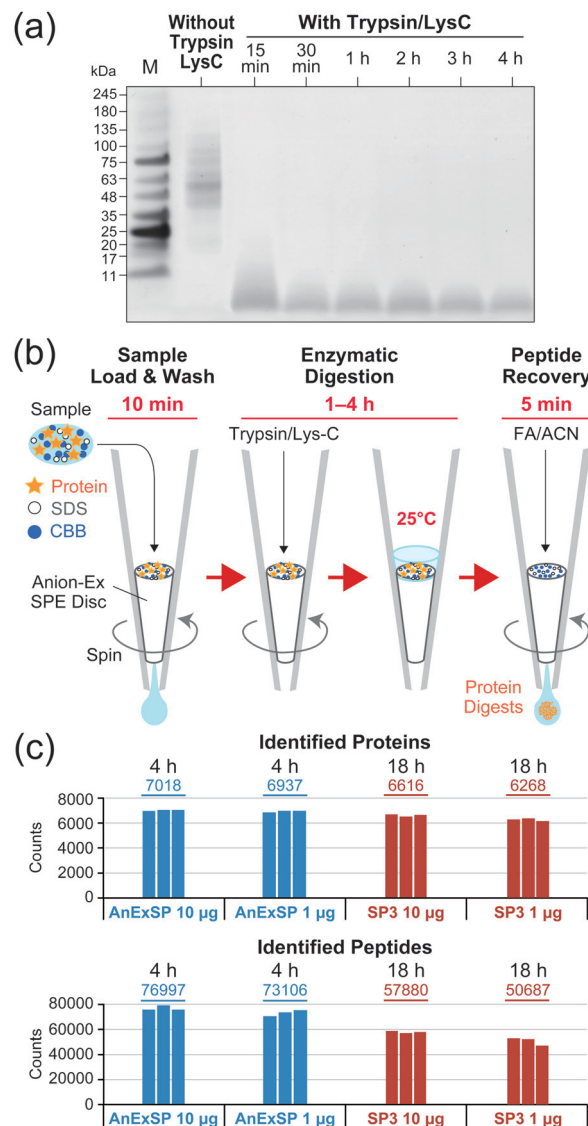 (a)
Without
Trypsin
LysC
With Trypsin/LysC
kDa
M
15
min
30
min
1 h
2 h
3 h
4 h
245
180
135
100
75
63
48
35
25
20
17
11
(b)
Sample
Load & Wash
10 min
Enzymatic
Digestion
1–4 h
Peptide
Recovery
5 min
Sample
Trypsin/Lys-C
FA/ACN
Protein
SDS
CBB
25°C
Anion-Ex
SPE Disc
Spin
Protein
Digests
(c)
Identified Proteins
4 h
4 h
18 h
18 h
7018
6937
6616
6268
8000
6000
4000
2000
0
Counts
AnExSP 10 µg
AnExSP 1 µg
SP3 10 µg
SP3 1 µg
Identified Peptides
4 h
4 h
18 h
18 h
76997
73106
57880
50687
80000
60000
40000
20000
0
Counts
AnExSP 10 µg
AnExSP 1 µg
SP3 10 µg
SP3 1 µg